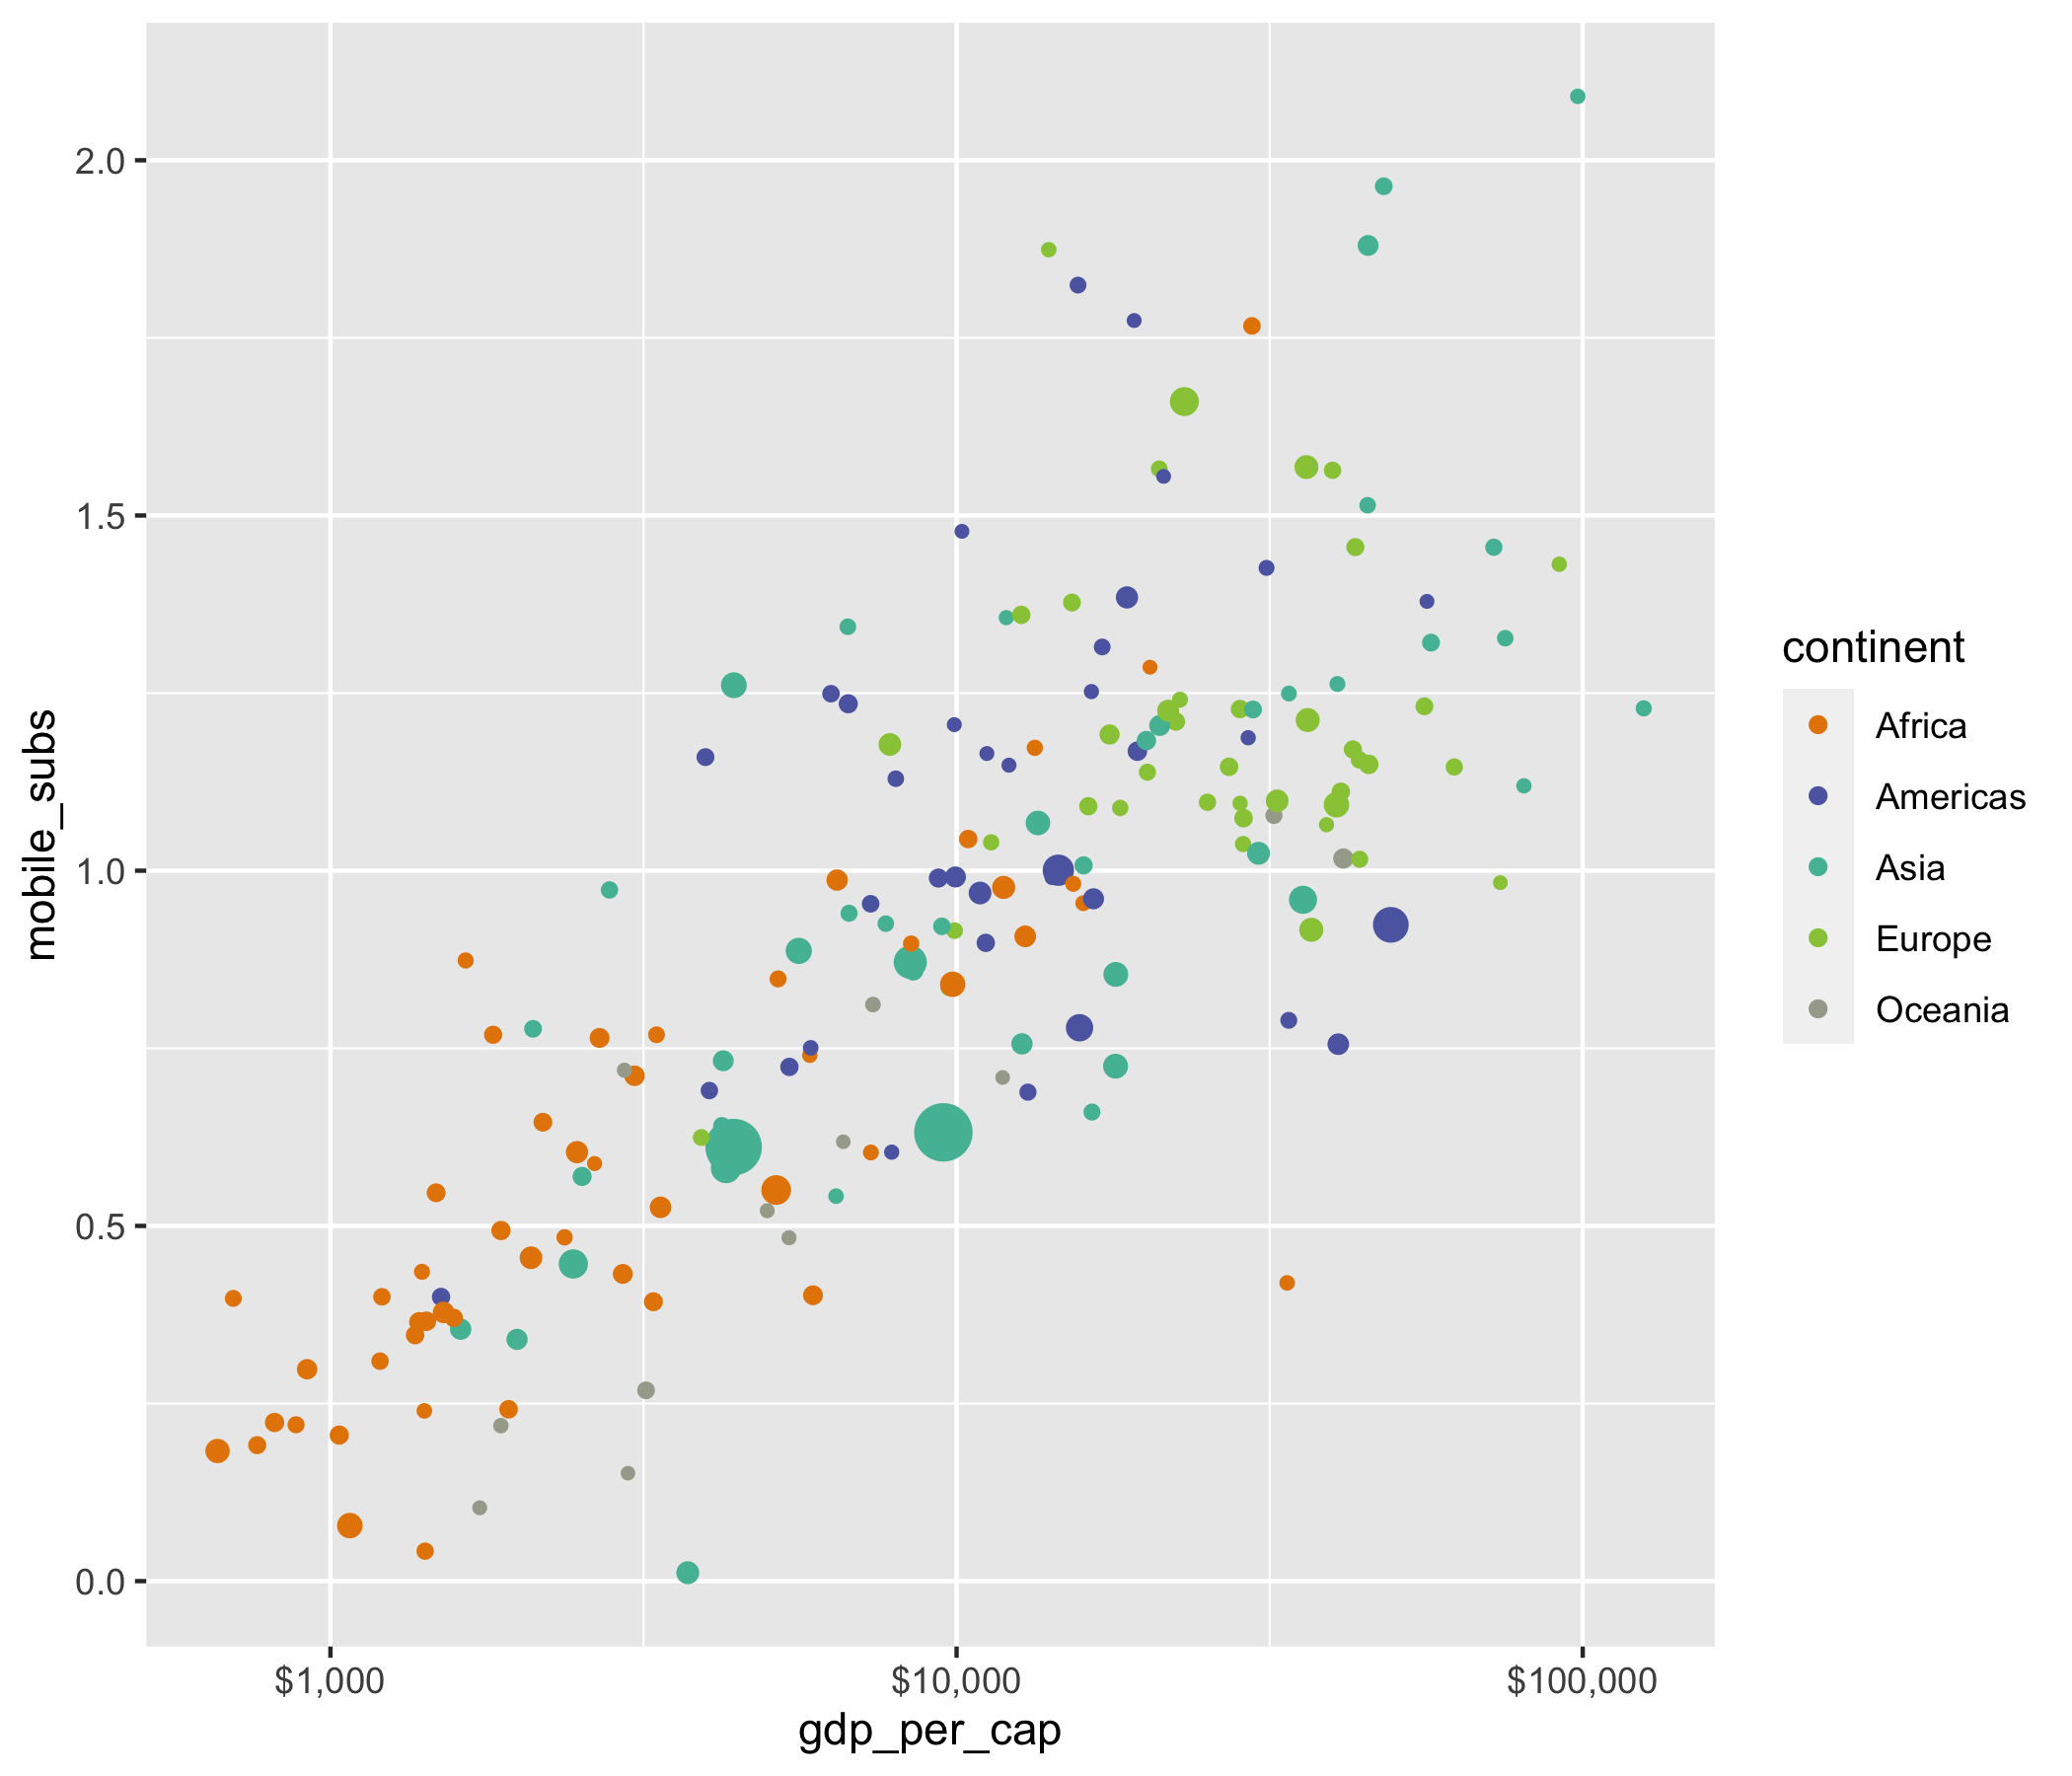 2.0
1.5
1.0
0.5
0.0
mobile_subs
$1,000
$10,000
$100,000
gdp_per_cap
continent
Africa
Americas
Asia
Europe
Oceania